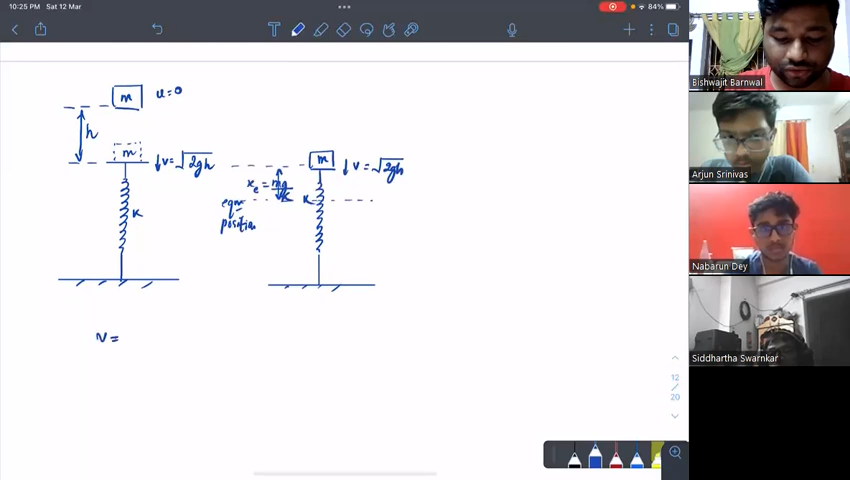 10:25 PM Sat 12 Mar
84%
m u=0
h
m
↓v=√2gh
m
↓v=√2gh
x_e = mg/K
K
K
eqm
position
v=
12
/
20
Bishwajit Barnwal
Arjun Srinivas
Nabarun Dey
Siddhartha Swarnkar